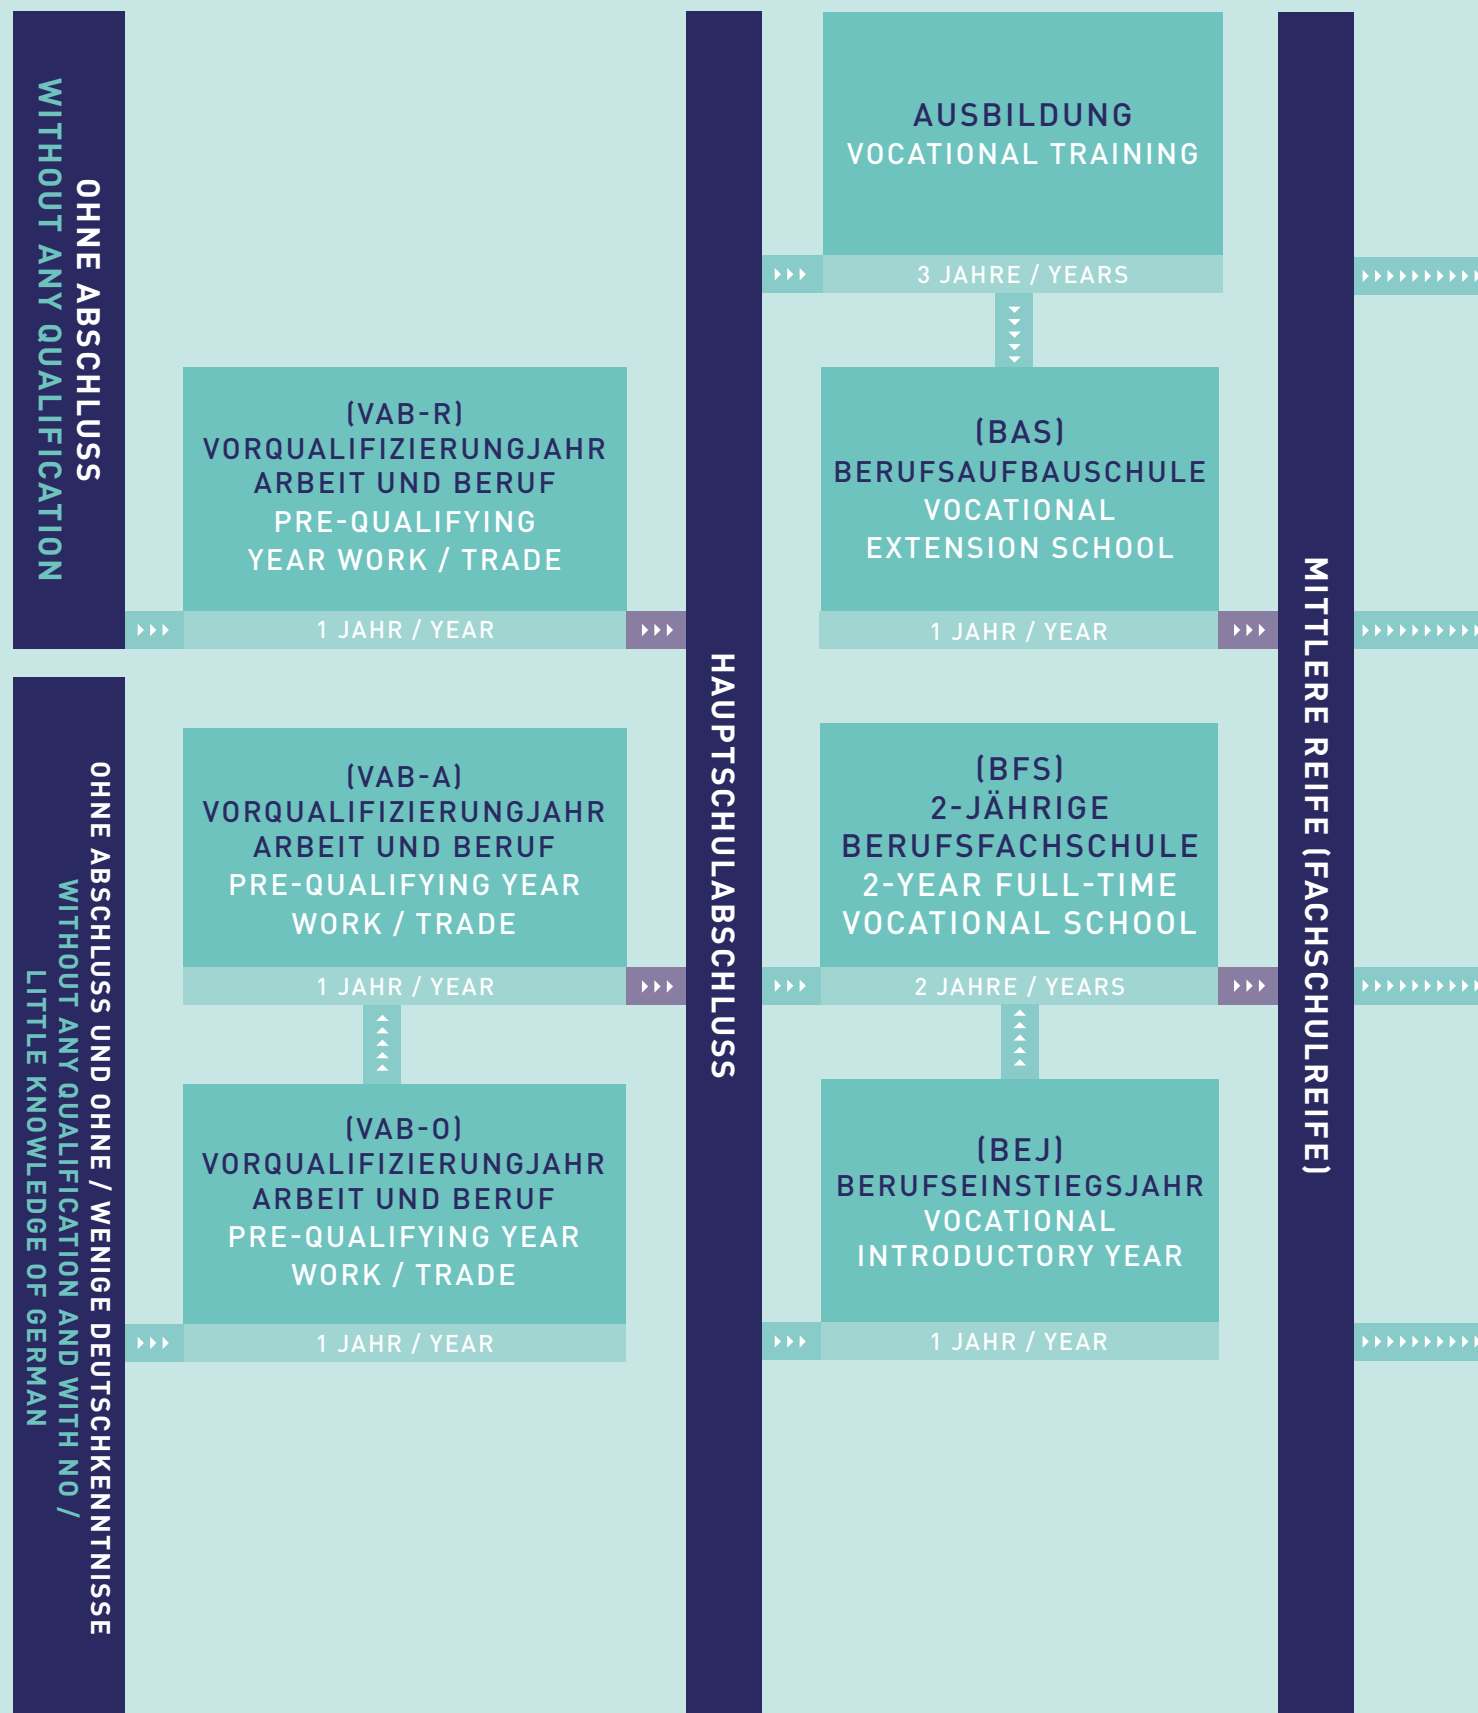 OHNE ABSCHLUSS
WITHOUT ANY QUALIFICATION
OHNE ABSCHLUSS UND OHNE / WENIGE DEUTSCHKENNTNISSE
WITHOUT ANY QUALIFICATION AND WITH NO /
LITTLE KNOWLEDGE OF GERMAN
(VAB-R)
VORQUALIFIZIERUNGJAHR
ARBEIT UND BERUF
PRE-QUALIFYING
YEAR WORK / TRADE
1 JAHR / YEAR
(VAB-A)
VORQUALIFIZIERUNGJAHR
ARBEIT UND BERUF
PRE-QUALIFYING YEAR
WORK / TRADE
1 JAHR / YEAR
(VAB-O)
VORQUALIFIZIERUNGJAHR
ARBEIT UND BERUF
PRE-QUALIFYING YEAR
WORK / TRADE
1 JAHR / YEAR
HAUPTSCHULABSCHLUSS
AUSBILDUNG
VOCATIONAL TRAINING
3 JAHRE / YEARS
(BAS)
BERUFSAUFBAUSCHULE
VOCATIONAL
EXTENSION SCHOOL
1 JAHR / YEAR
(BFS)
2-JÄHRIGE
BERUFSFACHSCHULE
2-YEAR FULL-TIME
VOCATIONAL SCHOOL
2 JAHRE / YEARS
(BEJ)
BERUFSEINSTIEGSJAHR
VOCATIONAL
INTRODUCTORY YEAR
1 JAHR / YEAR
MITTLERE REIFE (FACHSCHULREIFE)